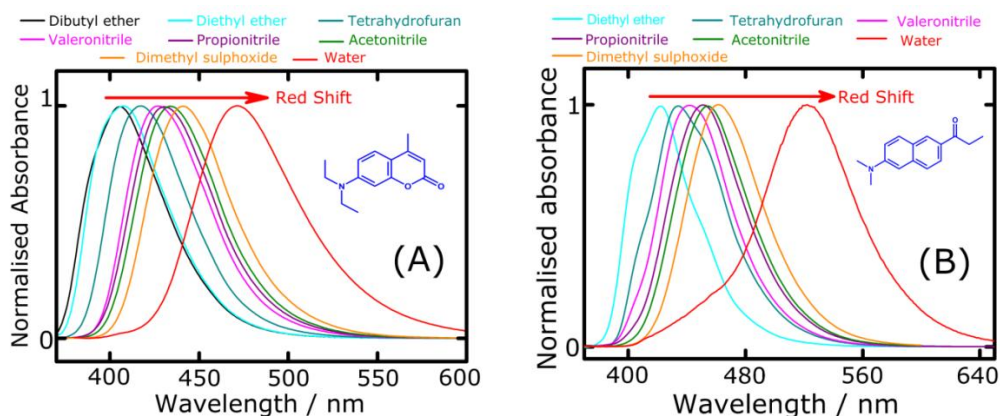 Dibutyl ether Diethyl ether Tetrahydrofuran
Valeronitrile Propionitrile Acetonitrile
Dimethyl sulphoxide Water
1
Red Shift
Normalised Absorbance
N
O
O
(A)
0
400 450 500 550 600
Wavelength / nm
Diethyl ether Tetrahydrofuran Valeronitrile
Propionitrile Acetonitrile Water
Dimethyl sulphoxide
1
Red Shift
Normalised absorbance
O
N
(B)
0
400 480 560 640
Wavelength / nm